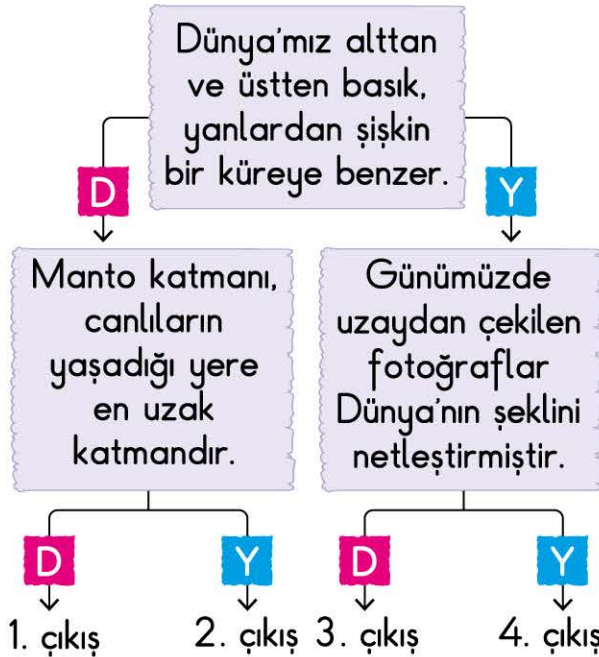 Dünya'mız alttan
ve üstten basık,
yanlardan şişkin
bir küreye benzer.
D
Y
Manto katmanı,
canlıların
yaşadığı yere
en uzak
katmandır.
Günümüzde
uzaydan çekilen
fotoğraflar
Dünya'nın şeklini
netleştirmiştir.
D
Y
D
Y
1. çıkış
2. çıkış
3. çıkış
4. çıkış